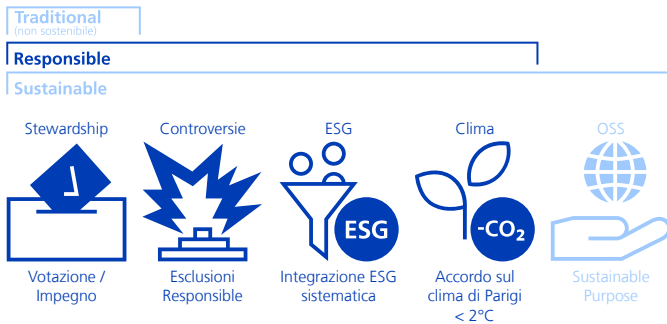 Traditional
(non sostenibile)
Responsible
Sustainable
Stewardship
Controversie
ESG
Clima
OSS
ESG
-CO₂
Votazione /
Impegno
Esclusioni
Responsible
Integrazione ESG
sistematica
Accordo sul
clima di Parigi
< 2°C
Sustainable
Purpose